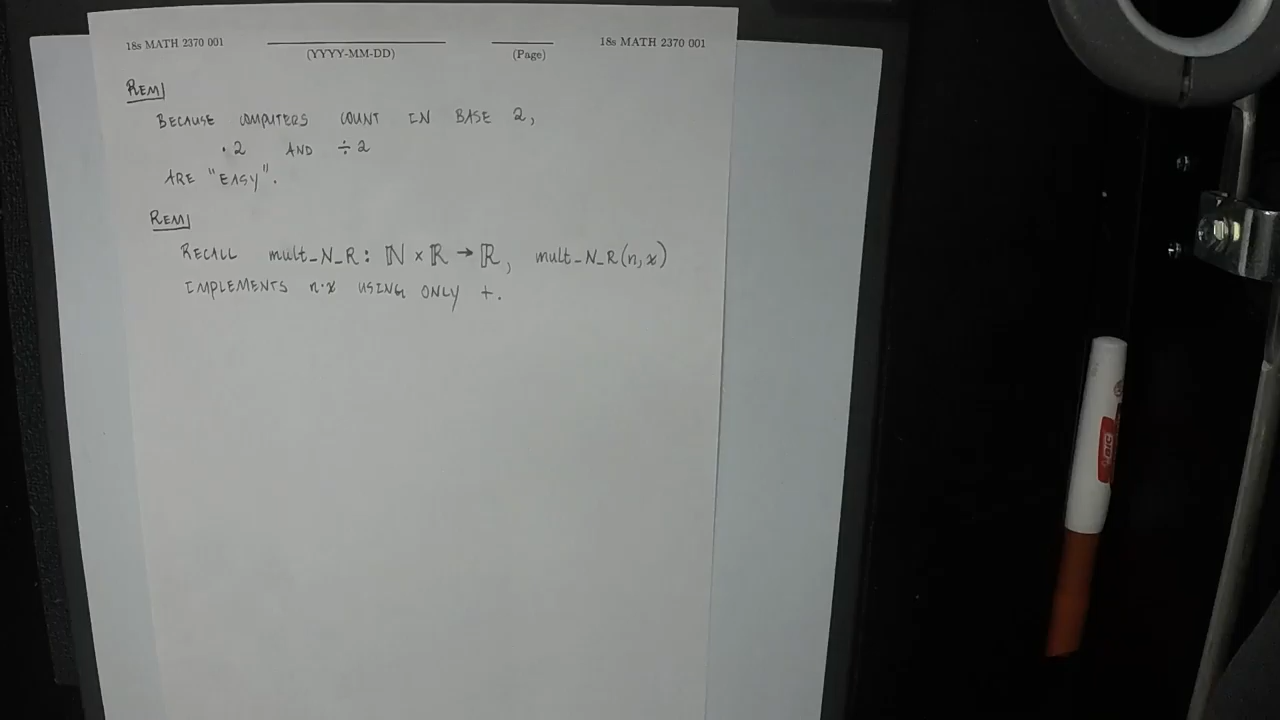 18s MATH 2370 001 (YYYY-MM-DD) (Page) 18s MATH 2370 001
REM
BECAUSE COMPUTERS COUNT IN BASE 2,
·2 AND ÷2
ARE "EASY".
REM
RECALL mult_N_R: ℕ × ℝ → ℝ, mult_N_R(n,x)
IMPLEMENTS n·x USING ONLY +.
BIC